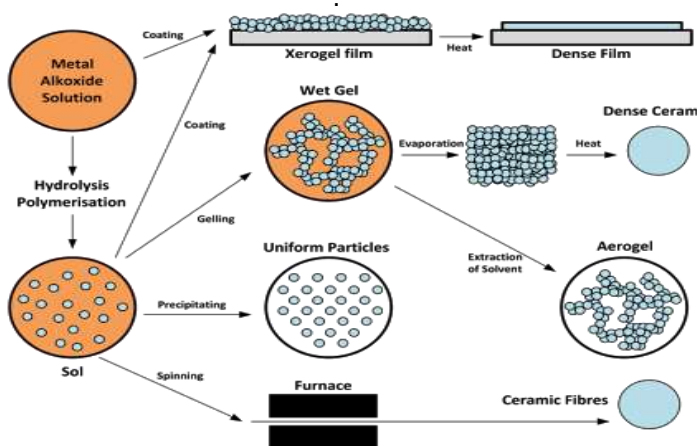 Coating
Metal
Alkoxide
Solution
Xerogel film
Heat
Dense Film
Coating
Wet Gel
Hydrolysis
Polymerisation
Gelling
Evaporation
Heat
Dense Ceram
Uniform Particles
Extraction
of Solvent
Aerogel
Precipitating
Sol
Spinning
Furnace
Ceramic Fibres